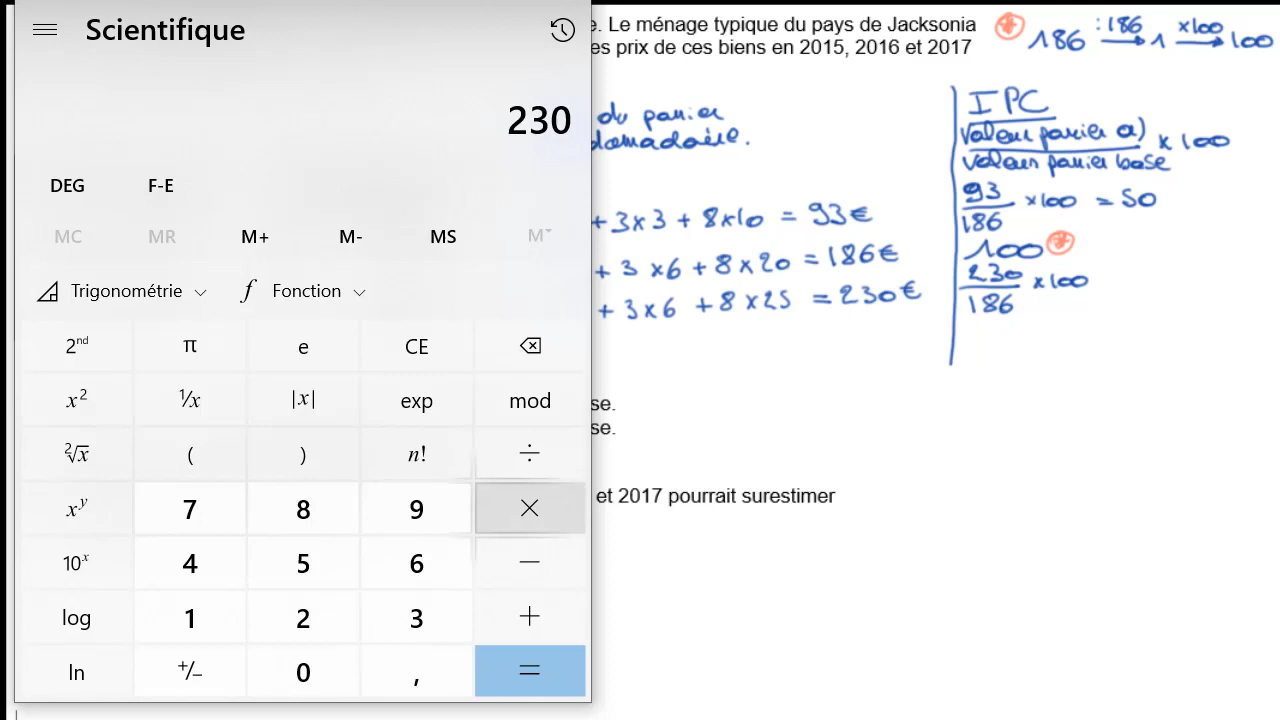 Scientifique
230
DEG F-E
MC MR M+ M- MS M
Trigonométrie f Fonction
2nd π e CE
x2 1/x |x| exp mod
2√x ( ) n! ÷
xy 7 8 9 ×
10x 4 5 6 −
log 1 2 3 +
ln +/− 0 , =
e. Le ménage typique du pays de Jacksonia
es prix de ces biens en 2015, 2016 et 2017
186 :186 → 1 ×100 → 100
du panier
domadaire.
+ 3×3 + 8×10 = 93€
+ 3×6 + 8×20 = 186€
+ 3×6 + 8×25 = 230€
IPC
valeur panier a) × 100
valeur panier base
93
186 ×100 = 50
100
230
186 ×100
se.
se.
et 2017 pourrait surestimer